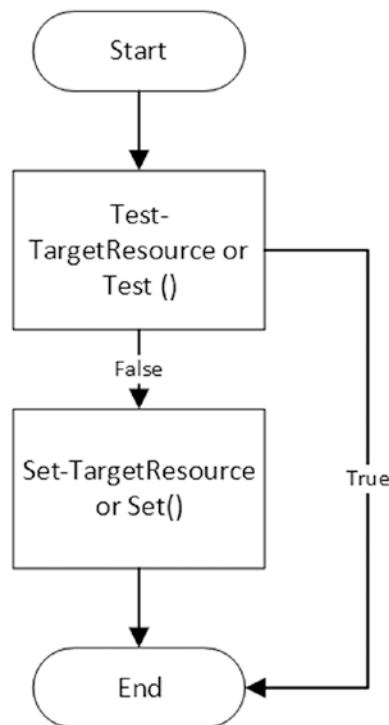 Start
Test-
TargetResource or
Test ()
False
Set-TargetResource
or Set()
True
End